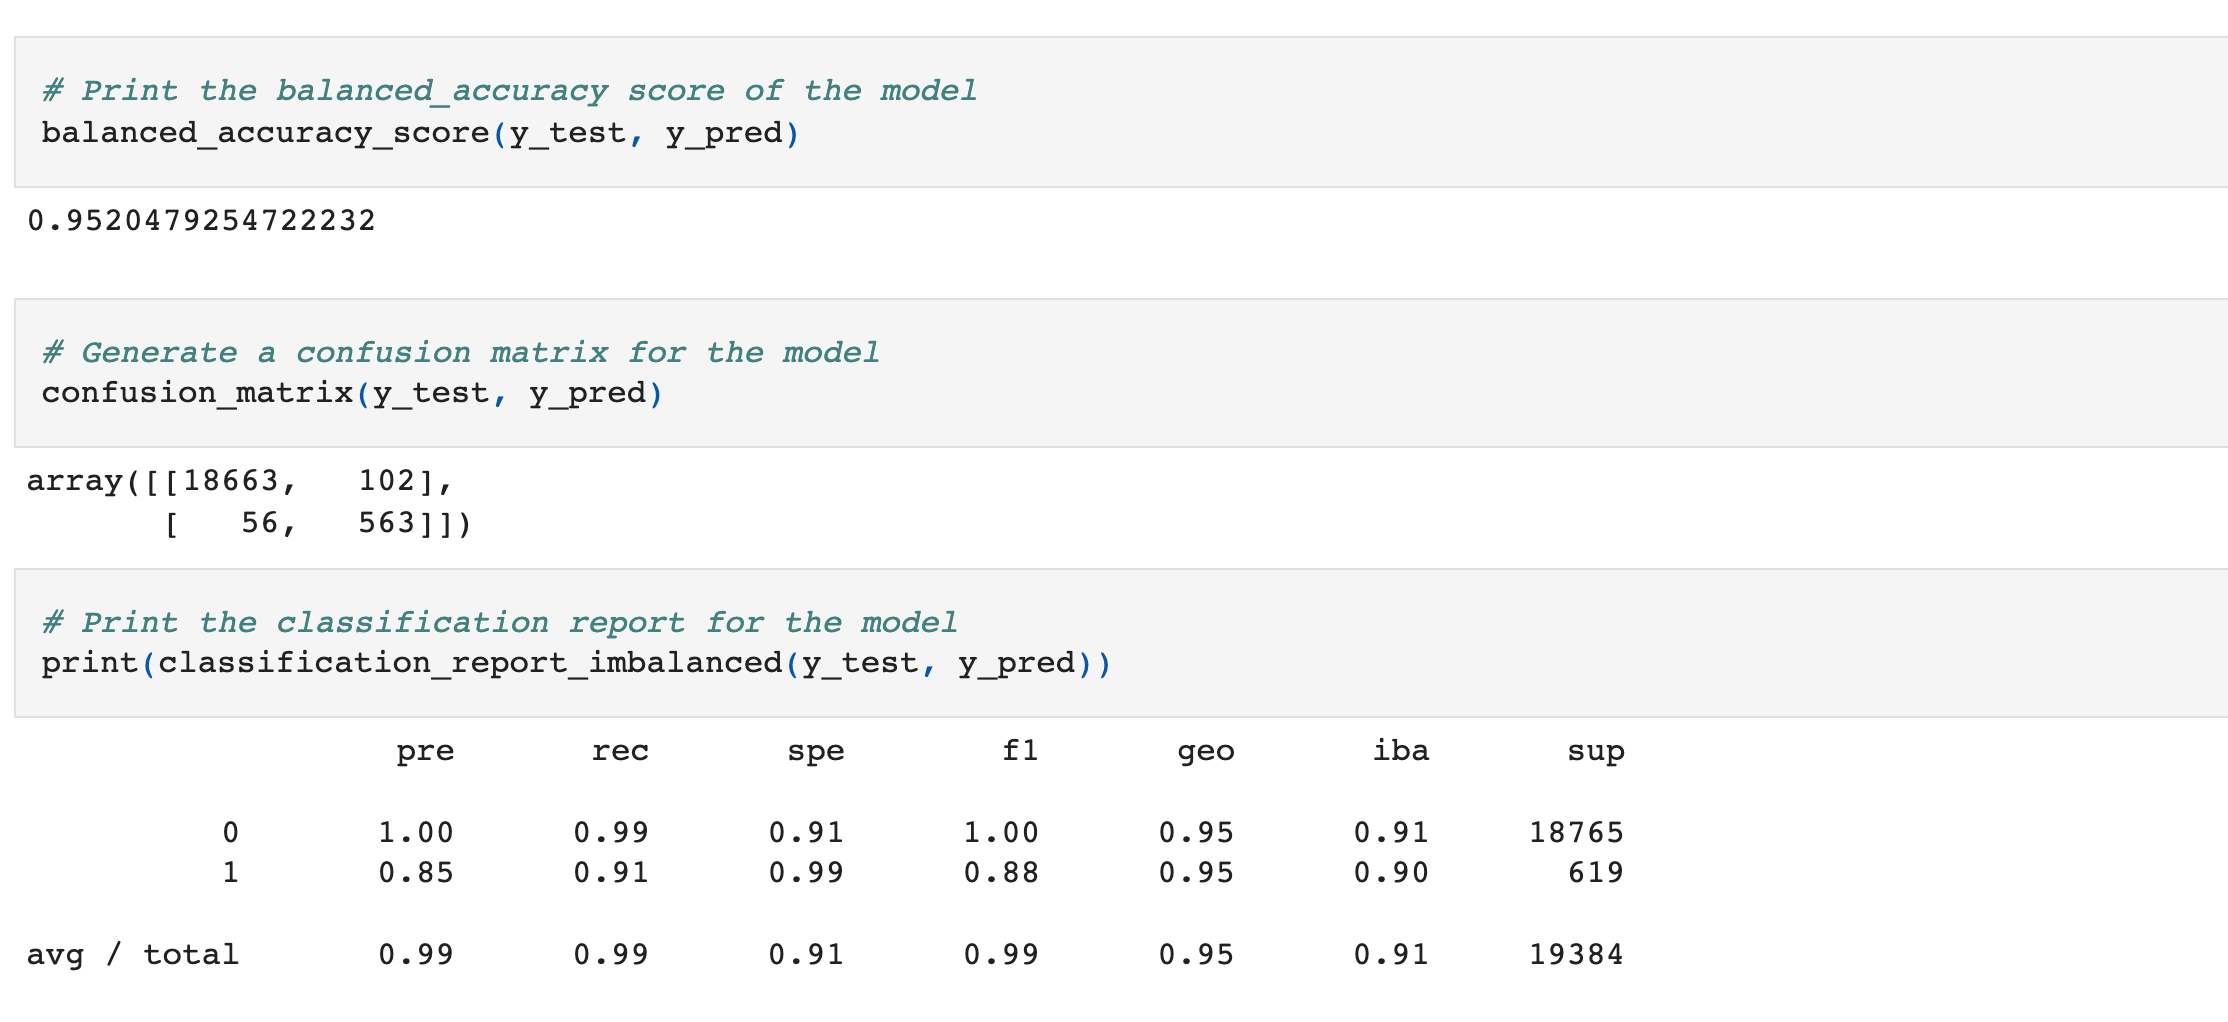 # Print the balanced_accuracy score of the model
balanced_accuracy_score(y_test, y_pred)
0.9520479254722232
# Generate a confusion matrix for the model
confusion_matrix(y_test, y_pred)
array([[18663,   102],
       [   56,   563]])
# Print the classification report for the model
print(classification_report_imbalanced(y_test, y_pred))
                   pre       rec       spe        f1       geo       iba       sup
          0       1.00      0.99      0.91      1.00      0.95      0.91     18765
          1       0.85      0.91      0.99      0.88      0.95      0.90       619
avg / total       0.99      0.99      0.91      0.99      0.95      0.91     19384